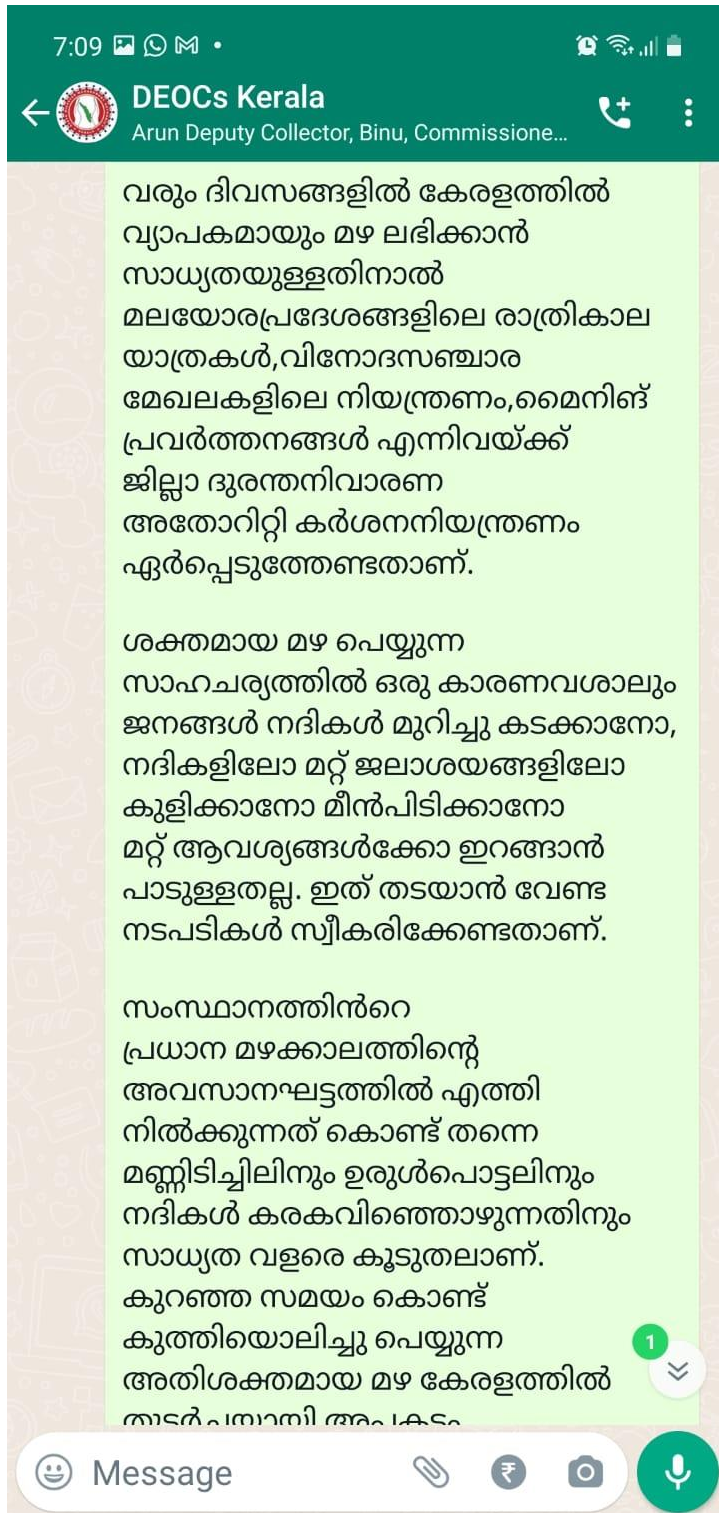 7:09
DEOCs Kerala
Arun Deputy Collector, Binu, Commissione...
വരും ദിവസങ്ങളിൽ കേരളത്തിൽ
വ്യാപകമായും മഴ ലഭിക്കാൻ
സാധ്യതയുള്ളതിനാൽ
മലയോരപ്രദേശങ്ങളിലെ രാത്രികാല
യാത്രകൾ,വിനോദസഞ്ചാര
മേഖലകളിലെ നിയന്ത്രണം,മൈനിങ്
പ്രവർത്തനങ്ങൾ എന്നിവയ്ക്ക്
ജില്ലാ ദുരന്തനിവാരണ
അതോറിറ്റി കർശനനിയന്ത്രണം
ഏർപ്പെടുത്തേണ്ടതാണ്.
ശക്തമായ മഴ പെയ്യുന്ന
സാഹചര്യത്തിൽ ഒരു കാരണവശാലും
ജനങ്ങൾ നദികൾ മുറിച്ചു കടക്കാനോ,
നദികളിലോ മറ്റ് ജലാശയങ്ങളിലോ
കുളിക്കാനോ മീൻപിടിക്കാനോ
മറ്റ് ആവശ്യങ്ങൾക്കോ ഇറങ്ങാൻ
പാടുള്ളതല്ല. ഇത് തടയാൻ വേണ്ട
നടപടികൾ സ്വീകരിക്കേണ്ടതാണ്.
സംസ്ഥാനത്തിൻറെ
പ്രധാന മഴക്കാലത്തിന്റെ
അവസാനഘട്ടത്തിൽ എത്തി
നിൽക്കുന്നത് കൊണ്ട് തന്നെ
മണ്ണിടിച്ചിലിനും ഉരുൾപൊട്ടലിനും
നദികൾ കരകവിഞ്ഞൊഴുന്നതിനും
സാധ്യത വളരെ കൂടുതലാണ്.
കുറഞ്ഞ സമയം കൊണ്ട്
കുത്തിയൊലിച്ചു പെയ്യുന്ന
1
അതിശക്തമായ മഴ കേരളത്തിൽ
Message